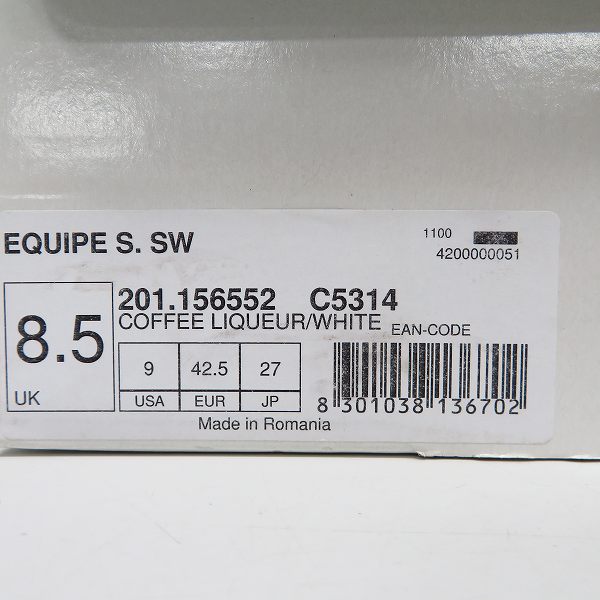 EQUIPE S. SW
1100
4200000051
8.5
UK
201.156552 C5314
COFFEE LIQUEUR/WHITE EAN-CODE
9 42.5 27
USA EUR JP
8 301038 136702
Made in Romania